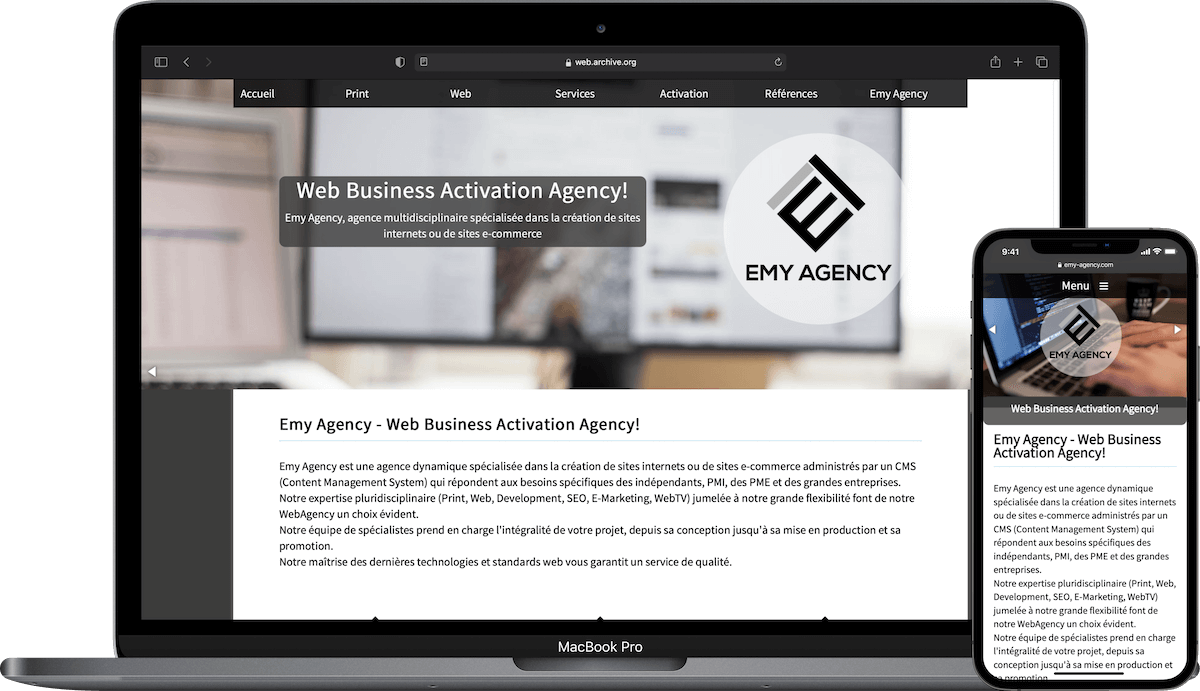 web.archive.org
Accueil Print Web Services Activation Références Emy Agency
Web Business Activation Agency!
Emy Agency, agence multidisciplinaire spécialisée dans la création de sites
internets ou de sites e-commerce
EMY AGENCY
Emy Agency - Web Business Activation Agency!
Emy Agency est une agence dynamique spécialisée dans la création de sites internets ou de sites e-commerce administrés par un CMS
(Content Management System) qui répondent aux besoins spécifiques des indépendants, PMI, des PME et des grandes entreprises.
Notre expertise pluridisciplinaire (Print, Web, Development, SEO, E-Marketing, WebTV) jumelée à notre grande flexibilité font de notre
WebAgency un choix évident.
Notre équipe de spécialistes prend en charge l'intégralité de votre projet, depuis sa conception jusqu'à sa mise en production et sa
promotion.
Notre maîtrise des dernières technologies et standards web vous garantit un service de qualité.
MacBook Pro
9:41
emy-agency.com
Menu
EMY AGENCY
Web Business Activation Agency!
Emy Agency - Web Business
Activation Agency!
Emy Agency est une agence dynamique
spécialisée dans la création de sites internets
ou de sites e-commerce administrés par un
CMS (Content Management System) qui
répondent aux besoins spécifiques des
indépendants, PMI, des PME et des grandes
entreprises.
Notre expertise pluridisciplinaire (Print, Web,
Development, SEO, E-Marketing, WebTV)
jumelée à notre grande flexibilité font de
notre WebAgency un choix évident.
Notre équipe de spécialistes prend en charge
l'intégralité de votre projet, depuis sa
conception jusqu'à sa mise en production et
sa promotion.